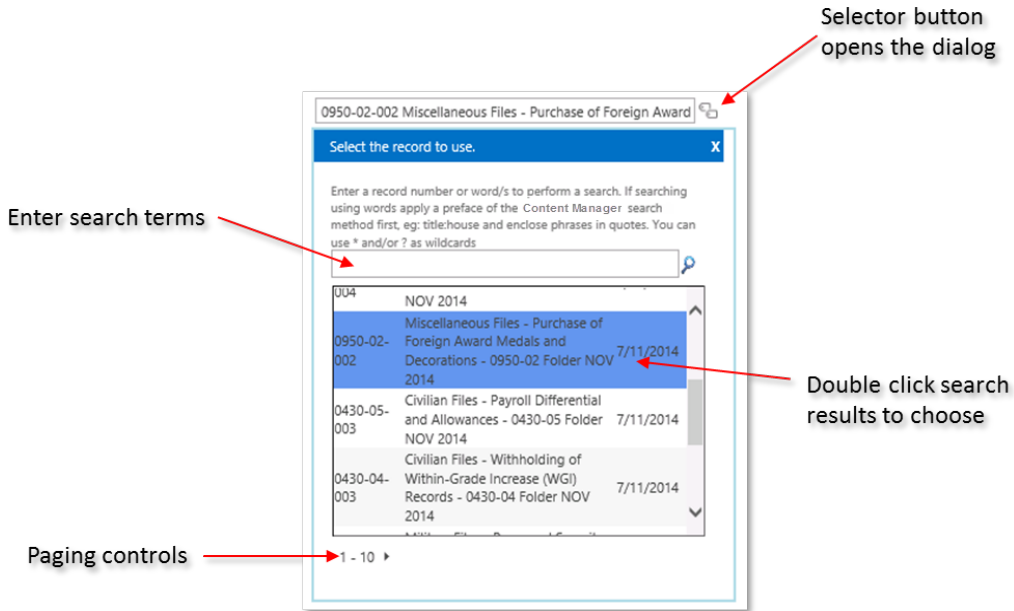 Selector button
opens the dialog
0950-02-002 Miscellaneous Files - Purchase of Foreign Award
Select the record to use.
X
Enter a record number or word/s to perform a search. If searching
using words apply a preface of the Content Manager search
method first, eg: title:house and enclose phrases in quotes. You can
use * and/or ? as wildcards
Enter search terms
004
NOV 2014
0950-02-
002
Miscellaneous Files - Purchase of
Foreign Award Medals and
Decorations - 0950-02 Folder NOV
2014
7/11/2014
Double click search
results to choose
0430-05-
003
Civilian Files - Payroll Differential
and Allowances - 0430-05 Folder
NOV 2014
7/11/2014
0430-04-
003
Civilian Files - Withholding of
Within-Grade Increase (WGI)
Records - 0430-04 Folder NOV
2014
7/11/2014
Paging controls
1 - 10